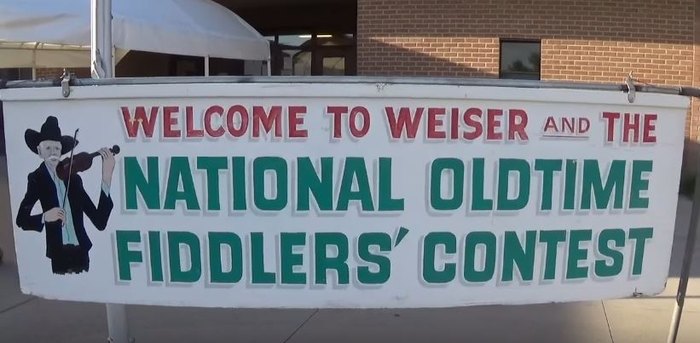 WELCOME TO WEISER AND THE
NATIONAL OLDTIME
FIDDLERS' CONTEST